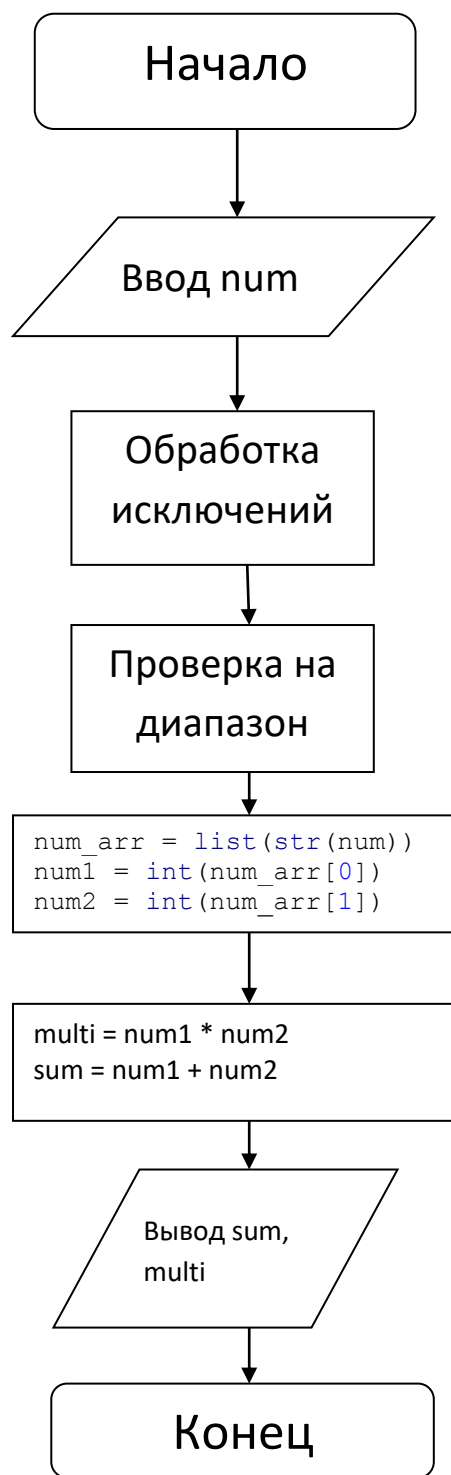 Начало
Ввод num
Обработка
исключений
Проверка на
диапазон
num_arr = list(str(num))
num1 = int(num_arr[0])
num2 = int(num_arr[1])
multi = num1 * num2
sum = num1 + num2
Вывод sum,
multi
Конец